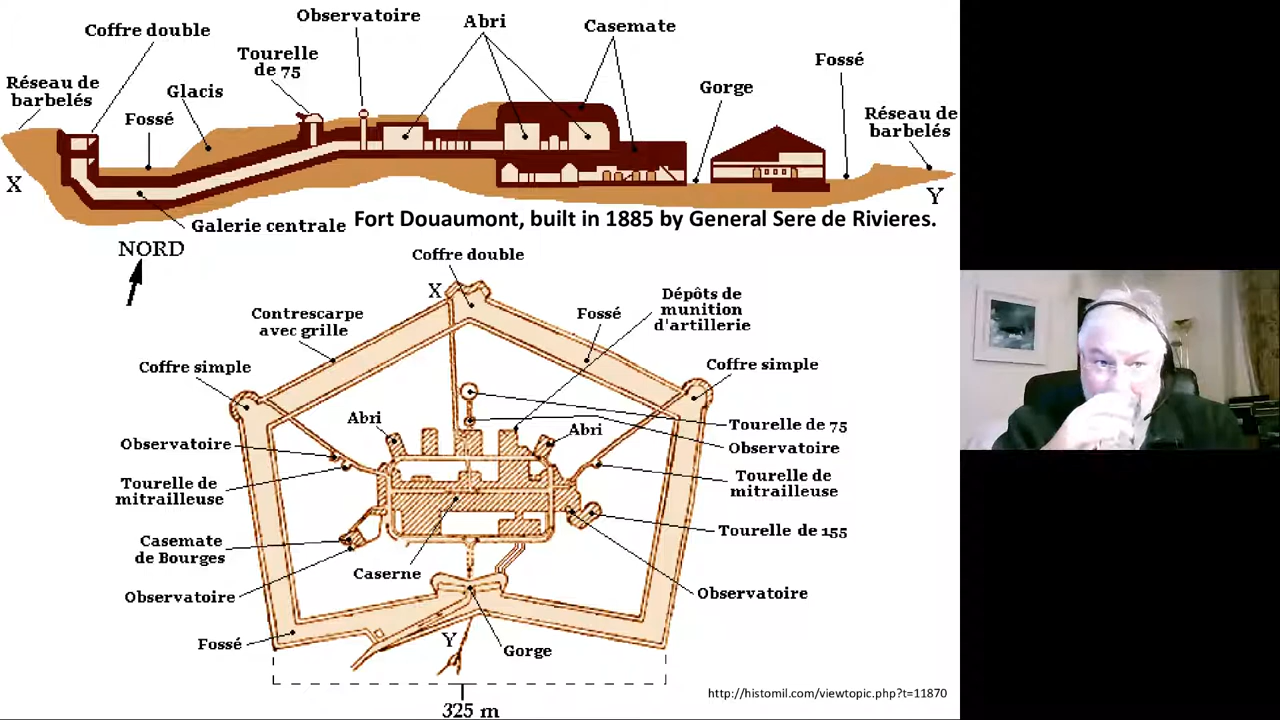 Observatoire
Coffre double
Abri
Casemate
Tourelle
de 75
Fossé
Réseau de
barbelés
Glacis
Gorge
Fossé
Réseau de
barbelés
X
Y
Galerie centrale
Fort Douaumont, built in 1885 by General Sere de Rivieres.
NORD
Coffre double
X
Dépôts de
munition
d'artillerie
Contrescarpe
avec grille
Fossé
Coffre simple
Coffre simple
Abri
Abri
Tourelle de 75
Observatoire
Observatoire
Tourelle de
mitrailleuse
Tourelle de
mitrailleuse
Tourelle de 155
Casemate
de Bourges
Caserne
Observatoire
Observatoire
Fossé
Y
Gorge
http://histomil.com/viewtopic.php?t=11870
325 m